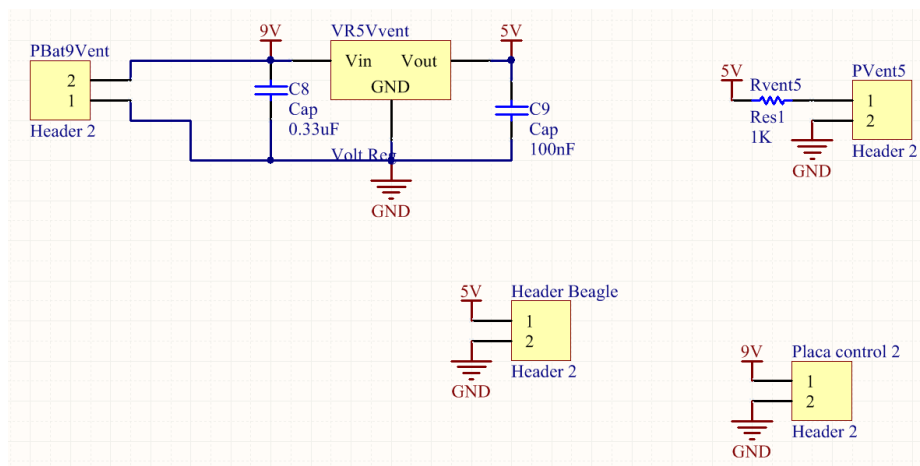 PBat9Vent
2
1
Header 2
9V
C8
Cap
0.33uF
VR5Vvent
Vin Vout
GND
Volt Reg
GND
5V
C9
Cap
100nF
5V
Rvent5
Res1
1K
GND
PVent5
1
2
Header 2
5V
GND
Header Beagle
1
2
Header 2
9V
GND
Placa control 2
1
2
Header 2